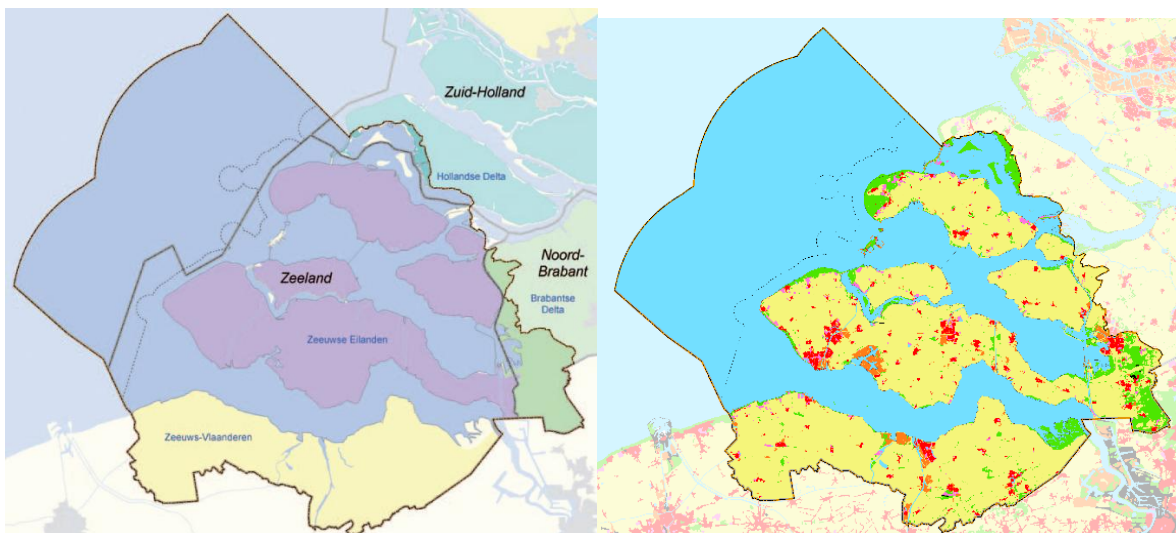 Zuid-Holland
Hollandse Delta
Noord-
Brabant
Zeeland
Brabantse
Delta
Zeeuwse Eilanden
Zeeuws-Vlaanderen